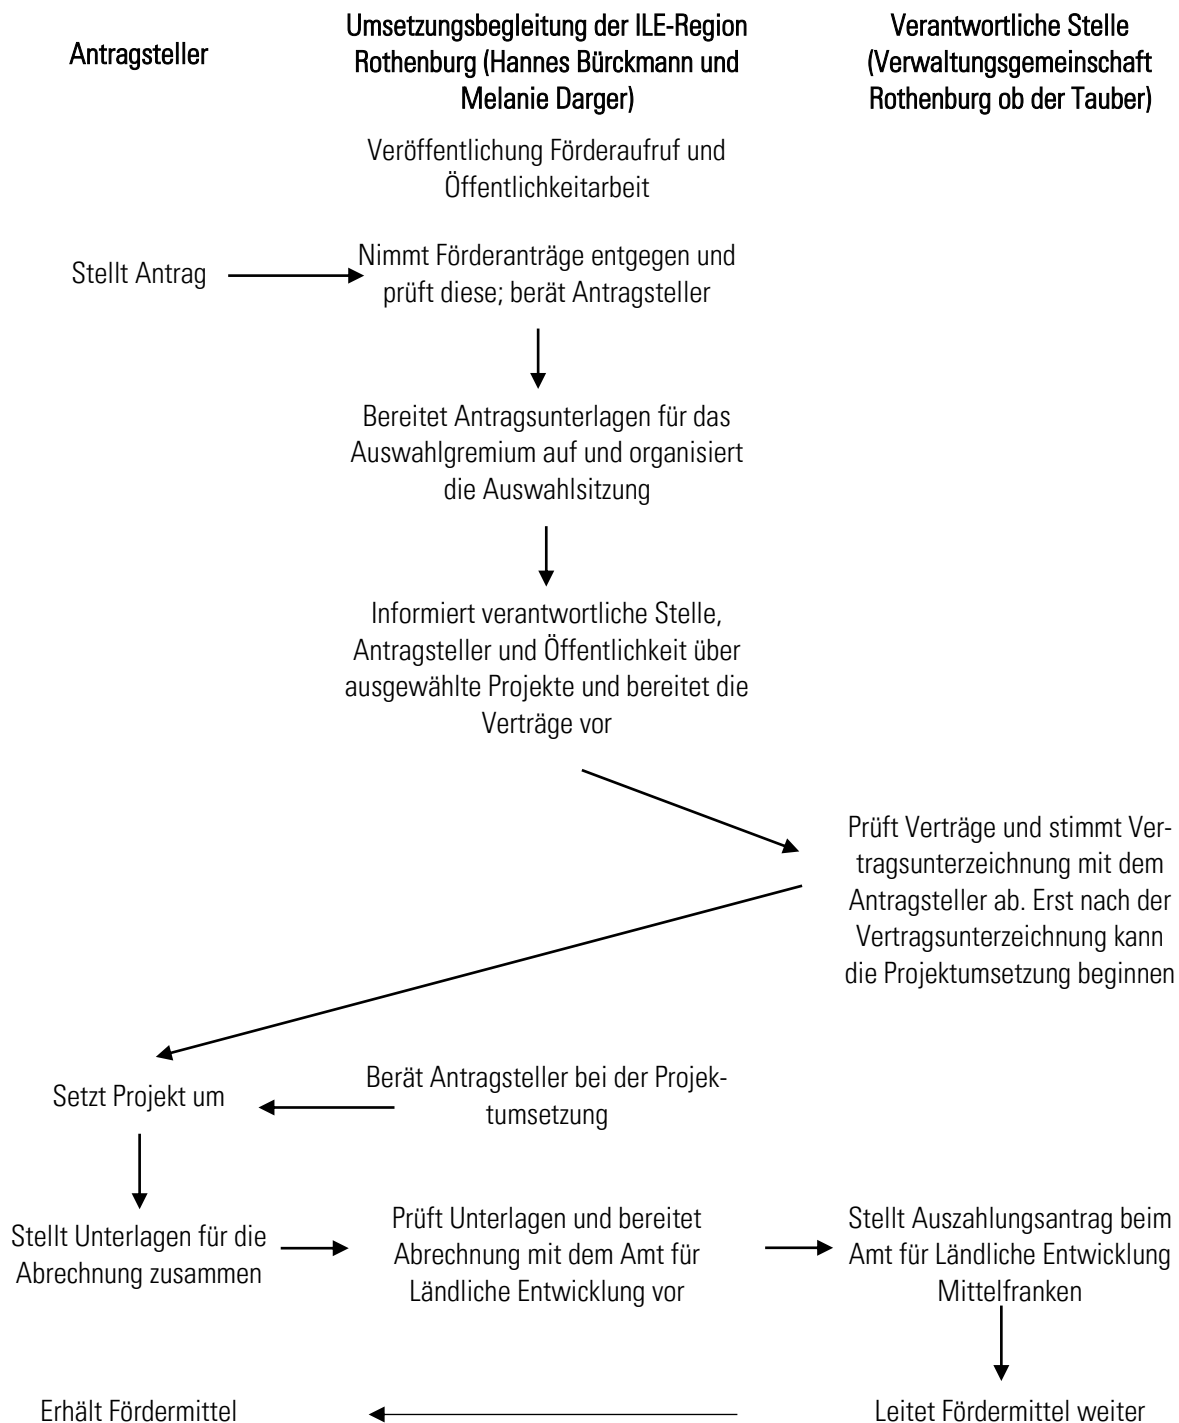 Antragsteller
Umsetzungsbegleitung der ILE-Region
Rothenburg (Hannes Bürckmann und
Melanie Darger)
Verantwortliche Stelle
(Verwaltungsgemeinschaft
Rothenburg ob der Tauber)
Veröffentlichung Förderaufruf und
Öffentlichkeitarbeit
Stellt Antrag
Nimmt Förderanträge entgegen und
prüft diese; berät Antragsteller
Bereitet Antragsunterlagen für das
Auswahlgremium auf und organisiert
die Auswahlsitzung
Informiert verantwortliche Stelle,
Antragsteller und Öffentlichkeit über
ausgewählte Projekte und bereitet die
Verträge vor
Prüft Verträge und stimmt Ver-
tragsunterzeichnung mit dem
Antragsteller ab. Erst nach der
Vertragsunterzeichnung kann
die Projektumsetzung beginnen
Setzt Projekt um
Berät Antragsteller bei der Projek-
tumsetzung
Stellt Unterlagen für die
Abrechnung zusammen
Prüft Unterlagen und bereitet
Abrechnung mit dem Amt für
Ländliche Entwicklung vor
Stellt Auszahlungsantrag beim
Amt für Ländliche Entwicklung
Mittelfranken
Erhält Fördermittel
Leitet Fördermittel weiter